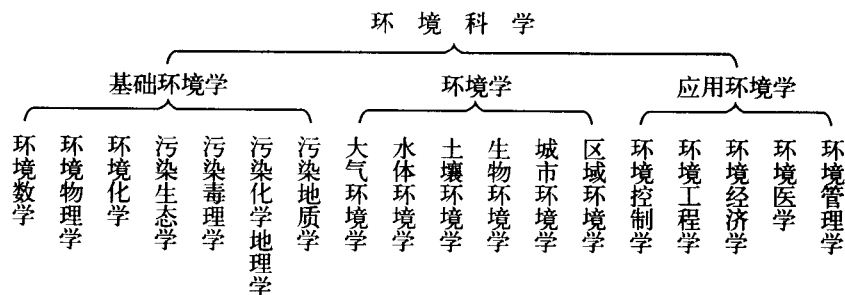 环境科学
基础环境学
环境学
应用环境学
环境数学
环境物理学
环境化学
污染生态学
污染毒理学
污染化学地理学
污染地质学
大气环境学
水体环境学
土壤环境学
生物环境学
城市环境学
区域环境学
环境控制学
环境工程学
环境经济学
环境医学
环境管理学